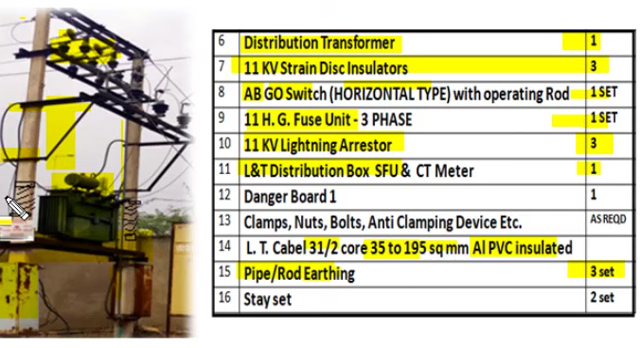 6 Distribution Transformer 1
7 11 KV Strain Disc Insulators 3
8 AB GO Switch (HORIZONTAL TYPE) with operating Rod 1 SET
9 11 H. G. Fuse Unit - 3 PHASE 1 SET
10 11 KV Lightning Arrestor 3
11 L&T Distribution Box SFU & CT Meter 1
12 Danger Board 1 1
13 Clamps, Nuts, Bolts, Anti Clamping Device Etc. AS REQD
14 L. T. Cabel 31/2 core 35 to 195 sq mm Al PVC insulated
15 Pipe/Rod Earthing 3 set
16 Stay set 2 set